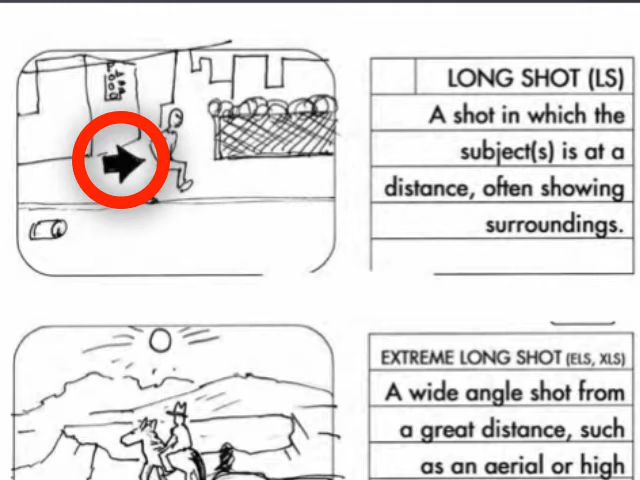 LONG SHOT (LS)
A shot in which the
subject(s) is at a
distance, often showing
surroundings.
EXTREME LONG SHOT (ELS, XLS)
A wide angle shot from
a great distance, such
as an aerial or high